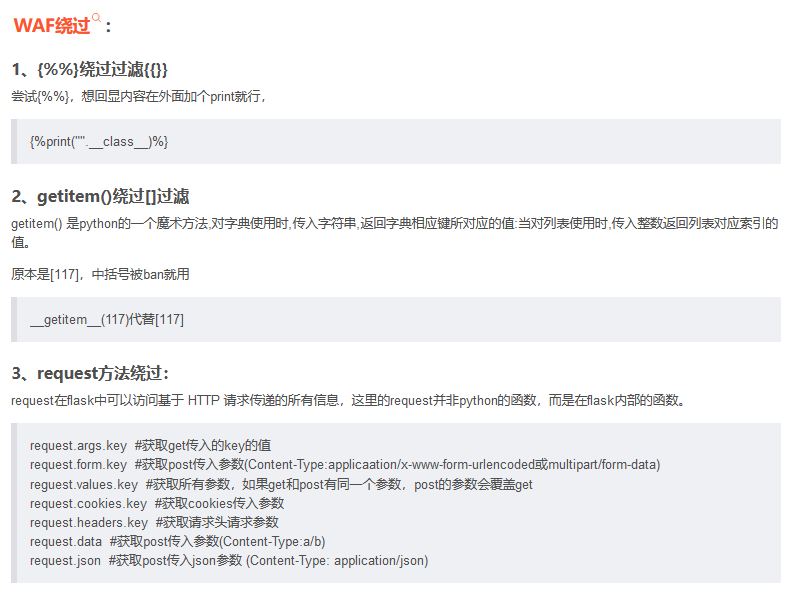 WAF绕过：
1、{%%}绕过过滤{{}}
尝试{%%}，想回显内容在外面加个print就行，
{%print("".__class__)%}
2、getitem()绕过[]过滤
getitem() 是python的一个魔术方法,对字典使用时,传入字符串,返回字典相应键所对应的值:当对列表使用时,传入整数返回列表对应索引的
值。
原本是[117]，中括号被ban就用
__getitem__(117)代替[117]
3、request方法绕过：
request在flask中可以访问基于 HTTP 请求传递的所有信息，这里的request并非python的函数，而是在flask内部的函数。
request.args.key  #获取get传入的key的值
request.form.key  #获取post传入参数(Content-Type:applicaation/x-www-form-urlencoded或multipart/form-data)
reguest.values.key  #获取所有参数，如果get和post有同一个参数，post的参数会覆盖get
request.cookies.key  #获取cookies传入参数
request.headers.key  #获取请求头请求参数
request.data  #获取post传入参数(Content-Type:a/b)
request.json  #获取post传入json参数 (Content-Type: application/json)